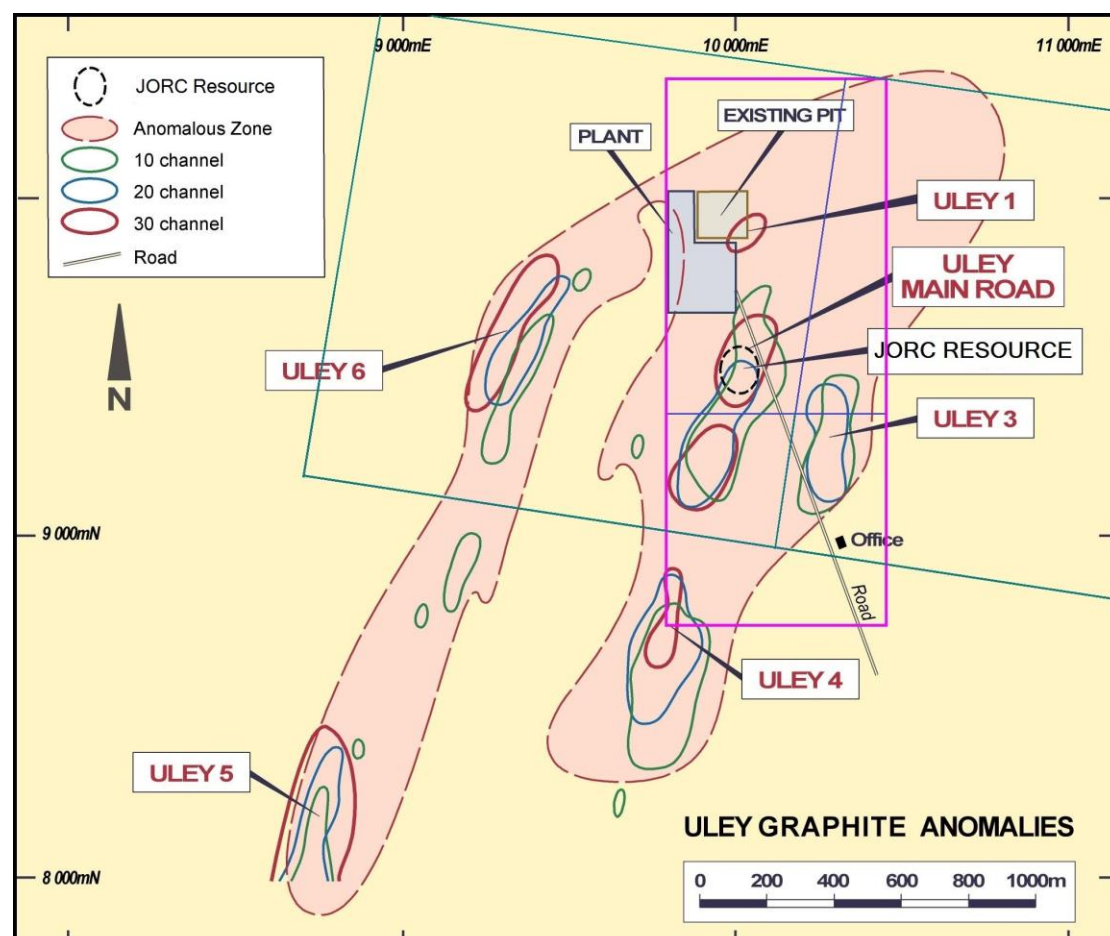 9 000mE
10 000mE
11 000mE
JORC Resource
Anomalous Zone
10 channel
20 channel
30 channel
Road
N
PLANT
EXISTING PIT
ULEY 1
ULEY
MAIN ROAD
JORC RESOURCE
ULEY 6
ULEY 3
9 000mN
Office
Road
ULEY 4
ULEY 5
8 000mN
ULEY GRAPHITE ANOMALIES
0 200 400 600 800 1000m